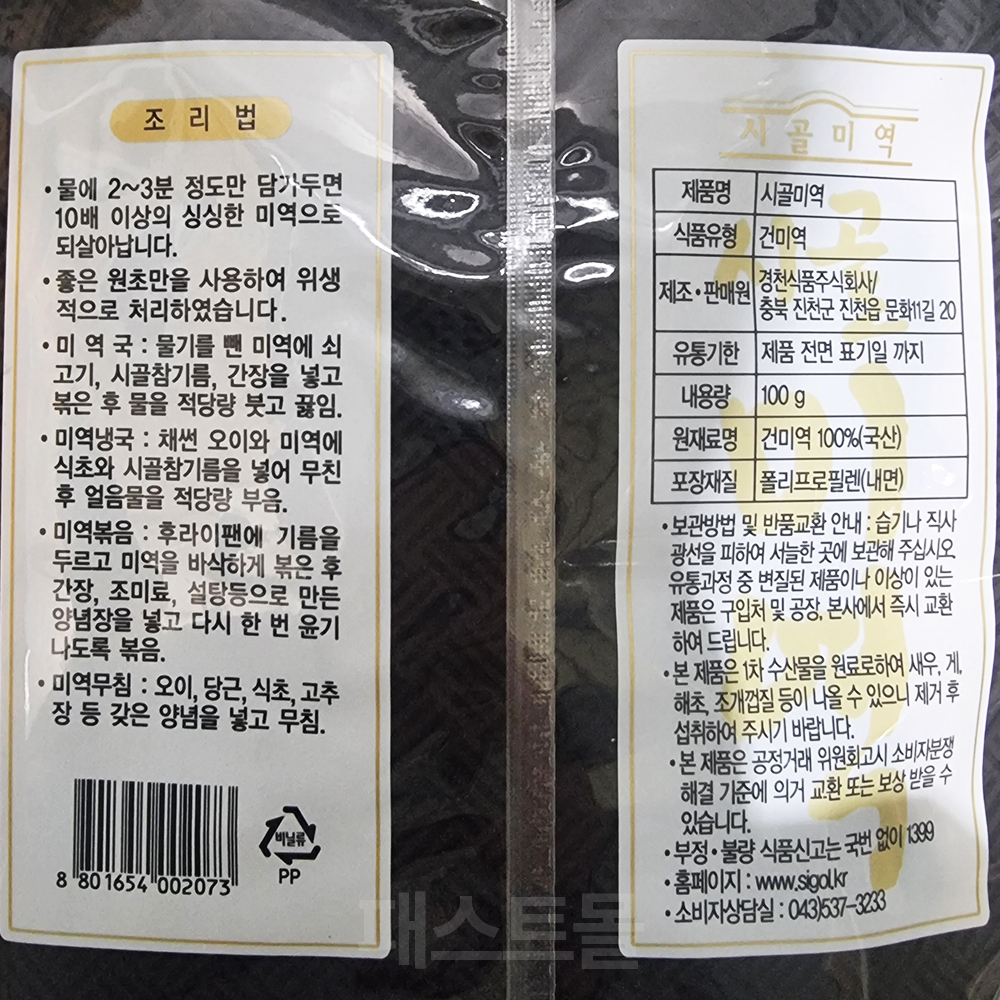 조 리 법
• 물에 2~3분 정도만 담가두면
10배 이상의 싱싱한 미역으로
되살아납니다.
• 좋은 원초만을 사용하여 위생
적으로 처리하였습니다.
• 미 역 국 : 물기를 뺀 미역에 쇠
고기, 시골참기름, 간장을 넣고
볶은 후 물을 적당량 붓고 끓임.
• 미역냉국 : 채썬 오이와 미역에
식초와 시골참기름을 넣어 무친
후 얼음물을 적당량 부음.
• 미역볶음 : 후라이팬에 기름을
두르고 미역을 바삭하게 볶은 후
간장, 조미료, 설탕등으로 만든
양념장을 넣고 다시 한 번 윤기
나도록 볶음.
• 미역무침 : 오이, 당근, 식초, 고추
장 등 갖은 양념을 넣고 무침.
8 801654 002073
비닐류
PP
시골미역
제품명 시골미역
식품유형 건미역
제조•판매원 경천식품주식회사/
충북 진천군 진천읍 문화11길 20
유통기한 제품 전면 표기일 까지
내용량 100 g
원재료명 건미역 100%(국산)
포장재질 폴리프로필렌(내면)
• 보관방법 및 반품교환 안내 : 습기나 직사
광선을 피하여 서늘한 곳에 보관해 주십시오.
유통과정 중 변질된 제품이나 이상이 있는
제품은 구입처 및 공장, 본사에서 즉시 교환
하여 드립니다.
• 본 제품은 1차 수산물을 원료로하여 새우, 게,
해초, 조개껍질 등이 나올 수 있으니 제거 후
섭취하여 주시기 바랍니다.
• 본 제품은 공정거래 위원회고시 소비자분쟁
해결 기준에 의거 교환 또는 보상 받을 수
있습니다.
• 부정•불량 식품신고는 국번 없이 1399
• 홈페이지 : www.sigol.kr
• 소비자상담실 : 043)537-3233
시골미역
패스트몰